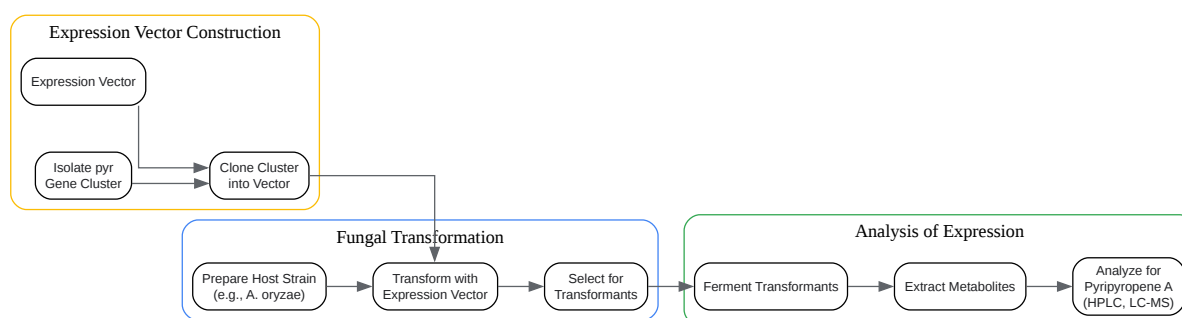 Expression Vector Construction
Expression Vector
Isolate pyr
Gene Cluster
Clone Cluster
into Vector
Fungal Transformation
Prepare Host Strain
(e.g., A. oryzae)
Transform with
Expression Vector
Select for
Transformants
Analysis of Expression
Ferment Transformants
Extract Metabolites
Analyze for
Pyripyropene A
(HPLC, LC-MS)